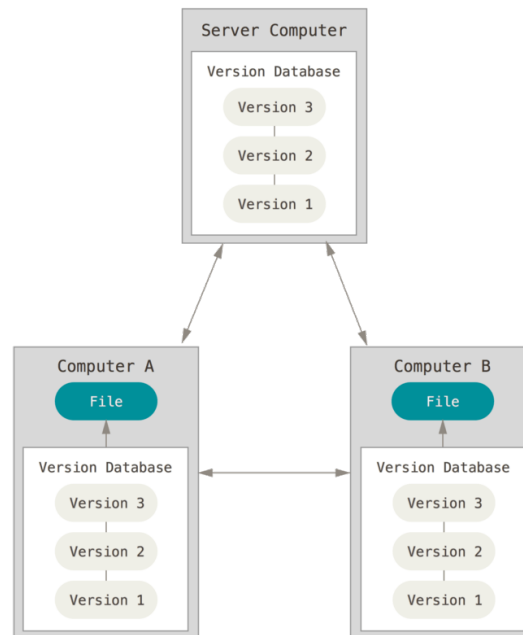 Server Computer
Version Database
Version 3
Version 2
Version 1
Computer A
File
Version Database
Version 3
Version 2
Version 1
Computer B
File
Version Database
Version 3
Version 2
Version 1